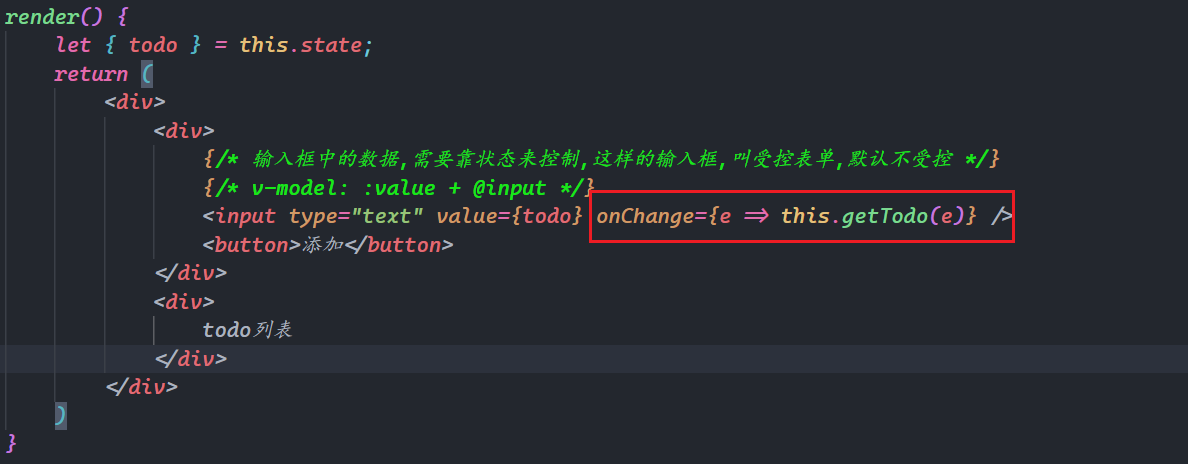 render() {
let { todo } = this.state;
return (
<div>
<div>
{/* 输入框中的数据,需要靠状态来控制,这样的输入框,叫受控表单,默认不受控 */}
{/* v-model: :value + @input */}
<input type="text" value={todo} onChange={e => this.getTodo(e)} />
<button>添加</button>
</div>
<div>
todo列表
</div>
</div>
)
}